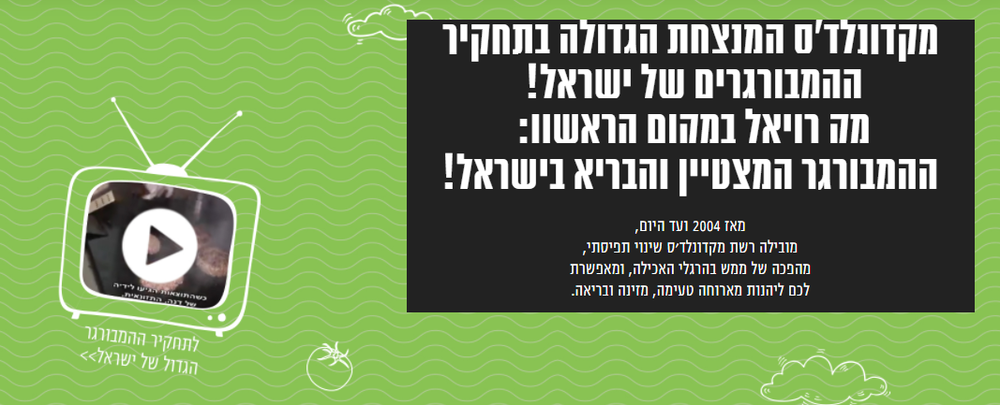 מקדונלד'ס המנצחת הגדולה בתחקיר
ההמבורגרים של ישראל!
מק רויאל במקום הראשון:
ההמבורגר המצטיין והבריא בישראל!
מאז 2004 ועד היום,
מובילה רשת מקדונלד׳ס שינוי תפיסתי,
מהפכה של ממש בהרגלי האכילה, ומאפשרת
לכם ליהנות מארוחה טעימה, מזינה ובריאה.
כשהתוצאות הגיעו לידיה
של דנה, התזונאית,
לתחקיר ההמבורגר
הגדול של ישראל>>